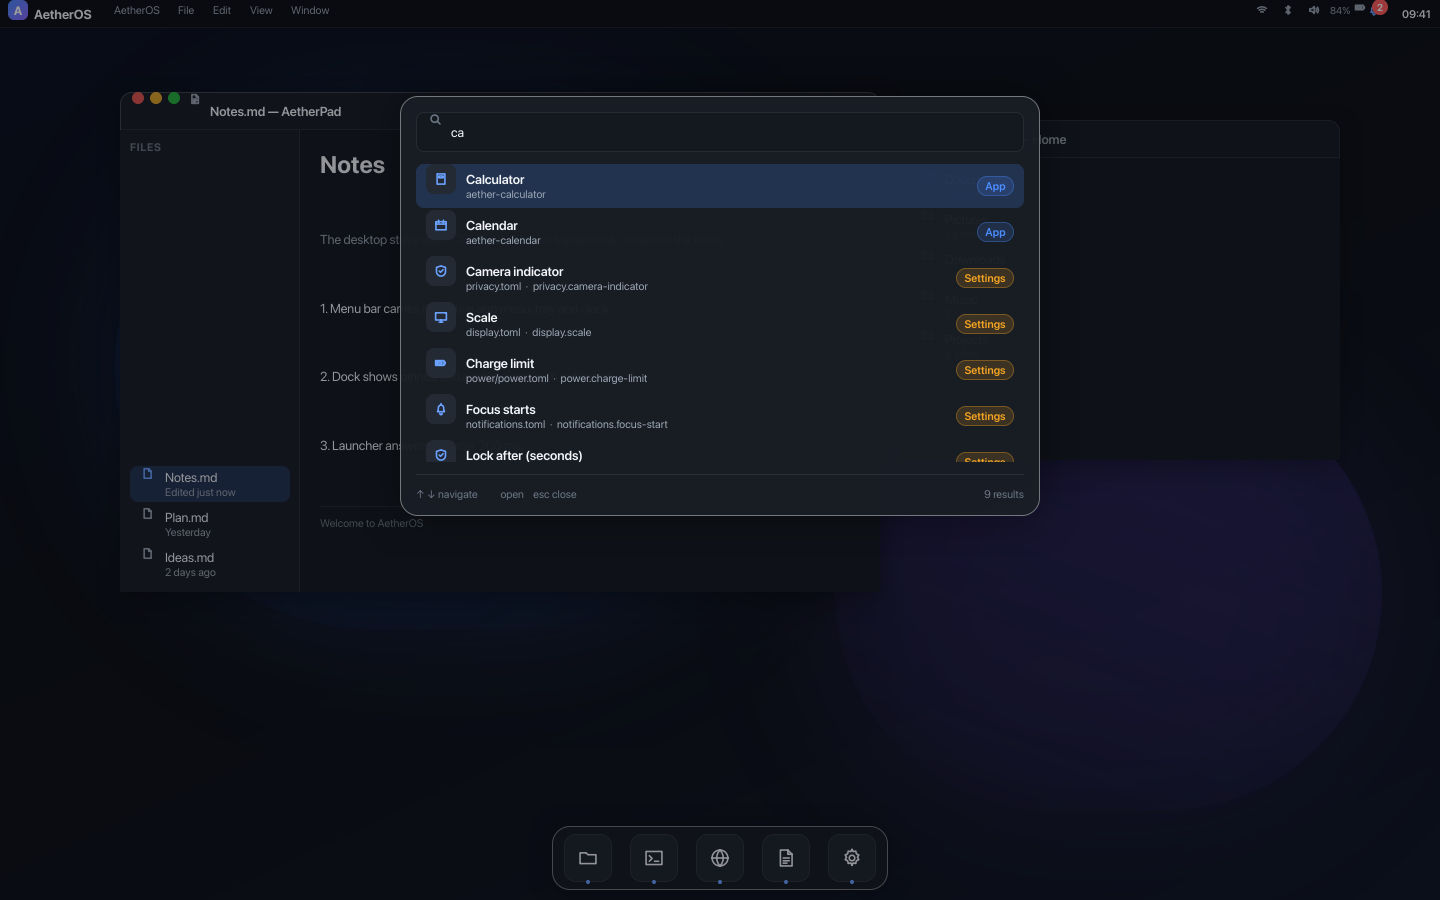 A AetherOS AetherOS File Edit View Window 84% 2 09:41
Notes.md — AetherPad
FILES
Notes
The desktop
1. Menu bar
2. Dock shows
3. Launcher
Welcome to AetherOS
Notes.md
Edited just now
Plan.md
Yesterday
Ideas.md
2 days ago
ca
Calculator
aether-calculator
App
Calendar
aether-calendar
App
Camera indicator
privacy.toml · privacy.camera-indicator
Settings
Scale
display.toml · display.scale
Settings
Charge limit
power/power.toml · power.charge-limit
Settings
Focus starts
notifications.toml · notifications.focus-start
Settings
Lock after (seconds)
Settings
↑ ↓ navigate open esc close
9 results